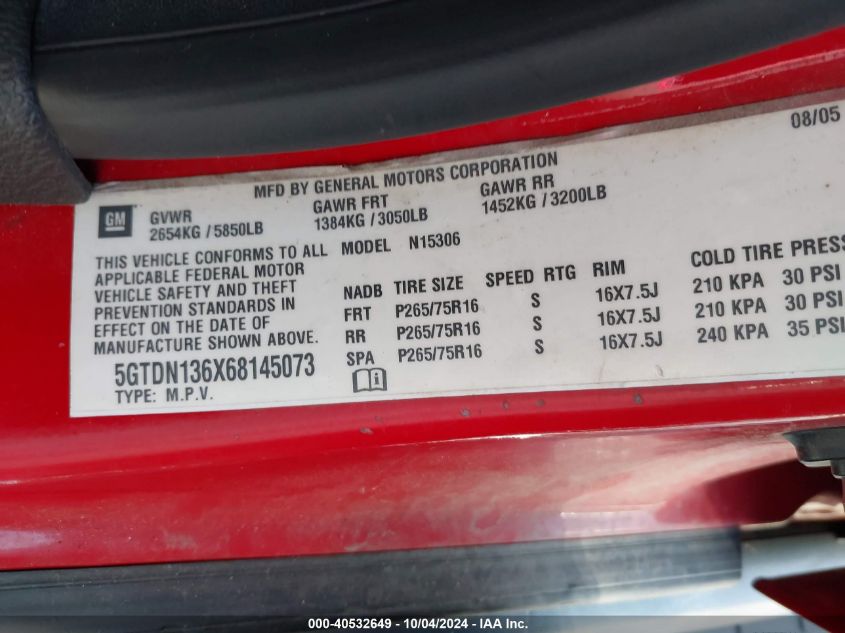 08/05
MFD BY GENERAL MOTORS CORPORATION
GM GVWR GAWR FRT GAWR RR
2654KG / 5850LB 1384KG / 3050LB 1452KG / 3200LB
THIS VEHICLE CONFORMS TO ALL
APPLICABLE FEDERAL MOTOR
VEHICLE SAFETY AND THEFT
PREVENTION STANDARDS IN
EFFECT ON THE DATE OF
MANUFACTURE SHOWN ABOVE.
5GTDN136X68145073
TYPE: M.P.V.
MODEL N15306
NADB TIRE SIZE SPEED RTG RIM COLD TIRE PRESS
FRT P265/75R16 S 16X7.5J 210 KPA 30 PSI
RR P265/75R16 S 16X7.5J 210 KPA 30 PSI
SPA P265/75R16 S 16X7.5J 240 KPA 35 PSI
000-40532649 - 10/04/2024 - IAA Inc.